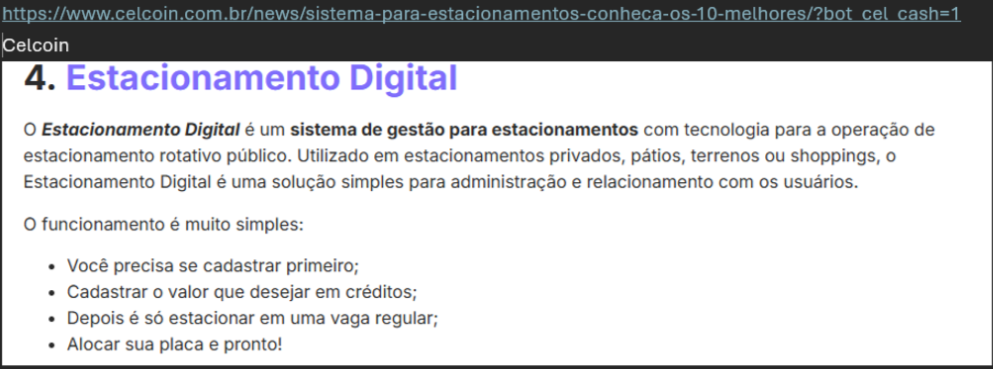 https://www.celcoin.com.br/news/sistema-para-estacionamentos-conheca-os-10-melhores/?bot_cel_cash=1
Celcoin
4. Estacionamento Digital
O Estacionamento Digital é um sistema de gestão para estacionamentos com tecnologia para a operação de
estacionamento rotativo público. Utilizado em estacionamentos privados, pátios, terrenos ou shoppings, o
Estacionamento Digital é uma solução simples para administração e relacionamento com os usuários.
O funcionamento é muito simples:
• Você precisa se cadastrar primeiro;
• Cadastrar o valor que desejar em créditos;
• Depois é só estacionar em uma vaga regular;
• Alocar sua placa e pronto!